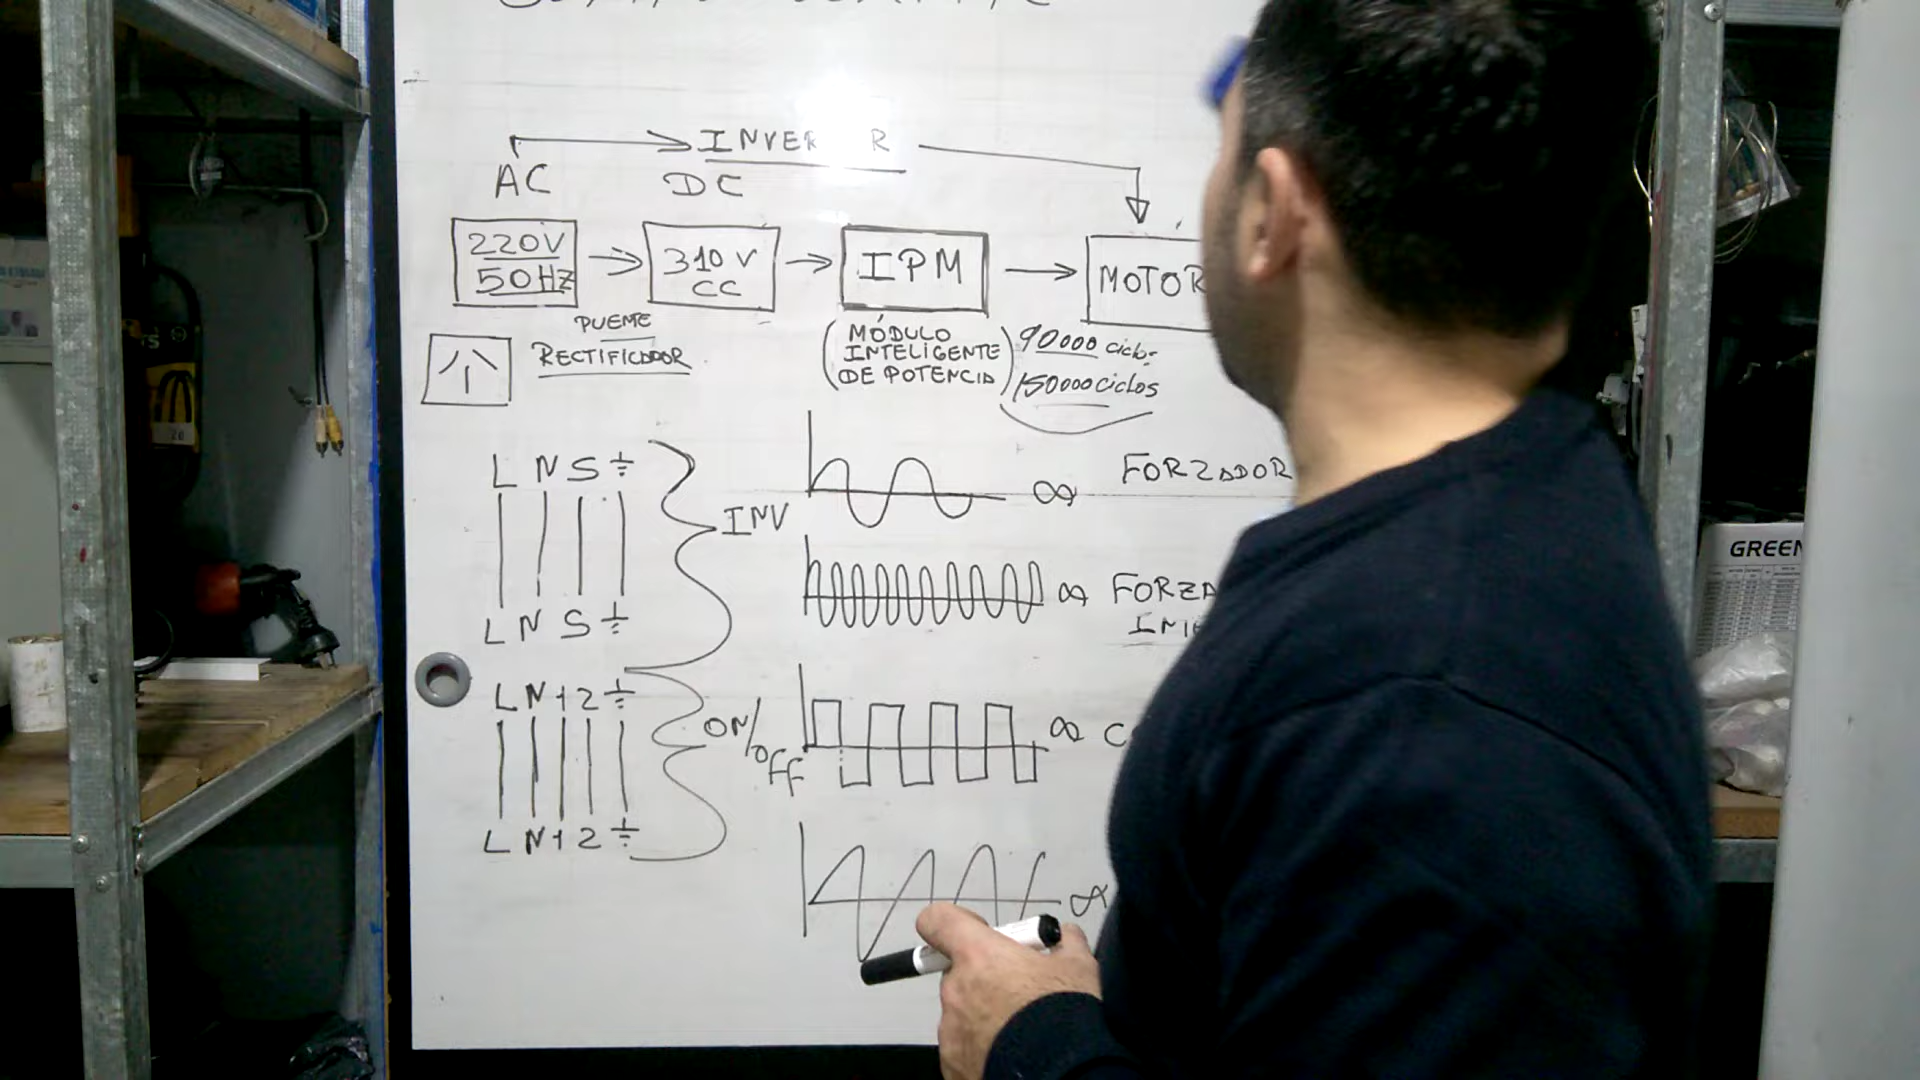 INVER R
AC
DC
220V
50Hz
310 V
CC
IPM
MOTOR
PUENTE
RECTIFICADOR
(MÓDULO
INTELIGENTE
DE POTENCIA)
90000 ciclos
150000 ciclos
L N S ⏚
INV
L N S ⏚
∞ FORZADOR
∞ FORZA
L N 1 2 ⏚
ON/OFF
L N 1 2 ⏚
∞ C
∞
GREEN